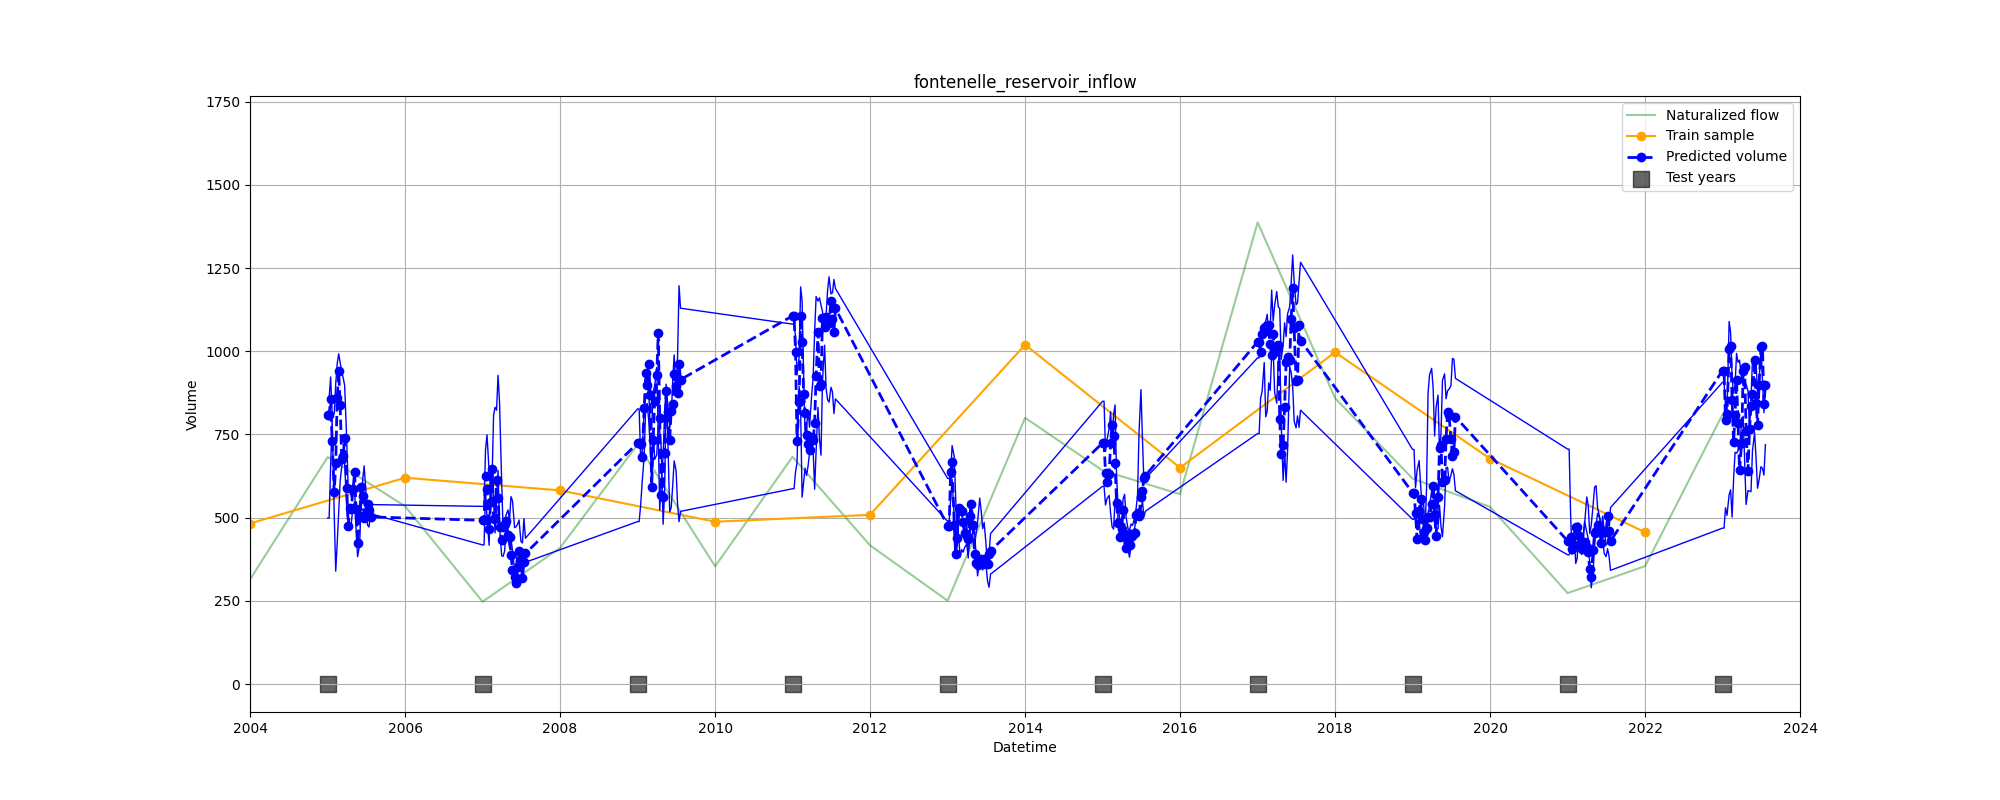 fontenelle_reservoir_inflow
1750
1500
1250
1000
750
500
250
0
Volume
Naturalized flow
Train sample
Predicted volume
Test years
2004 2006 2008 2010 2012 2014 2016 2018 2020 2022 2024
Datetime